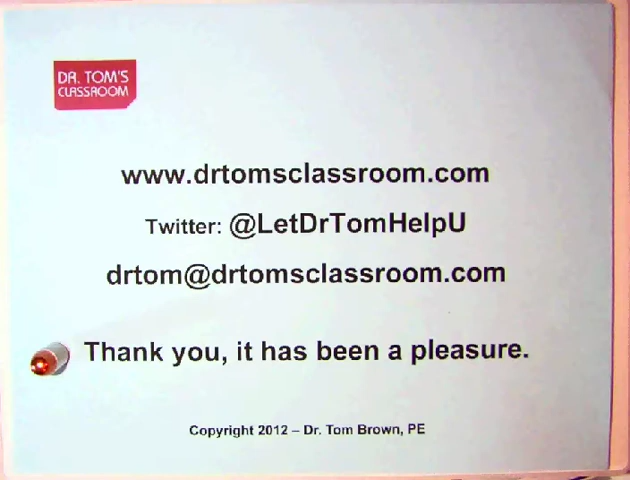 DR. TOM'S
CLASSROOM
www.drtomsclassroom.com
Twitter: @LetDrTomHelpU
drtom@drtomsclassroom.com
Thank you, it has been a pleasure.
Copyright 2012 – Dr. Tom Brown, PE